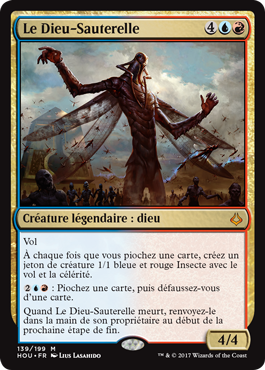 Le Dieu-Sauterelle 4
Créature légendaire : dieu
Vol
À chaque fois que vous piochez une carte, créez un
jeton de créature 1/1 bleue et rouge Insecte avec le
vol et la célérité.
2 : Piochez une carte, puis défaussez-vous
d'une carte.
Quand Le Dieu-Sauterelle meurt, renvoyez-le
dans la main de son propriétaire au début de la
prochaine étape de fin.
4/4
139/199 M
HOU • FR Lius Lasahido
™ & © 2017 Wizards of the Coast